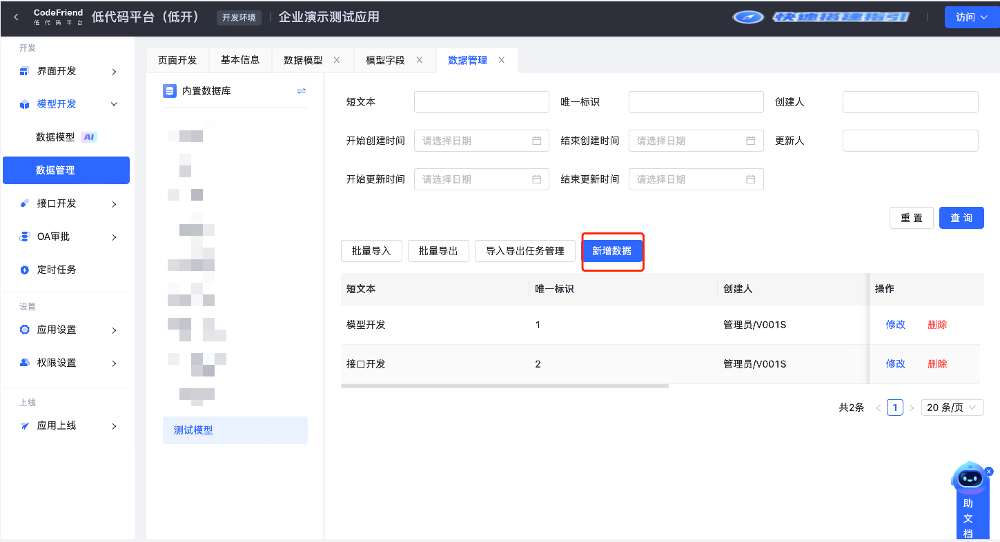 CodeFriend
低 代 码 平 台
低代码平台（低开）
开发环境
企业演示测试应用
快速搭建指引
访问
开发
界面开发
模型开发
数据模型 AI
数据管理
接口开发
OA审批
定时任务
设置
应用设置
权限设置
上线
应用上线
页面开发
基本信息
数据模型
模型字段
数据管理
内置数据库
测试模型
短文本
唯一标识
创建人
开始创建时间 请选择日期
结束创建时间 请选择日期
更新人
开始更新时间 请选择日期
结束更新时间 请选择日期
重 置
查 询
批量导入
批量导出
导入导出任务管理
新增数据
短文本 唯一标识 创建人 操作
模型开发 1 管理员/V001S 修改 删除
接口开发 2 管理员/V001S 修改 删除
共2条 < 1 > 20 条/页
助
文
档